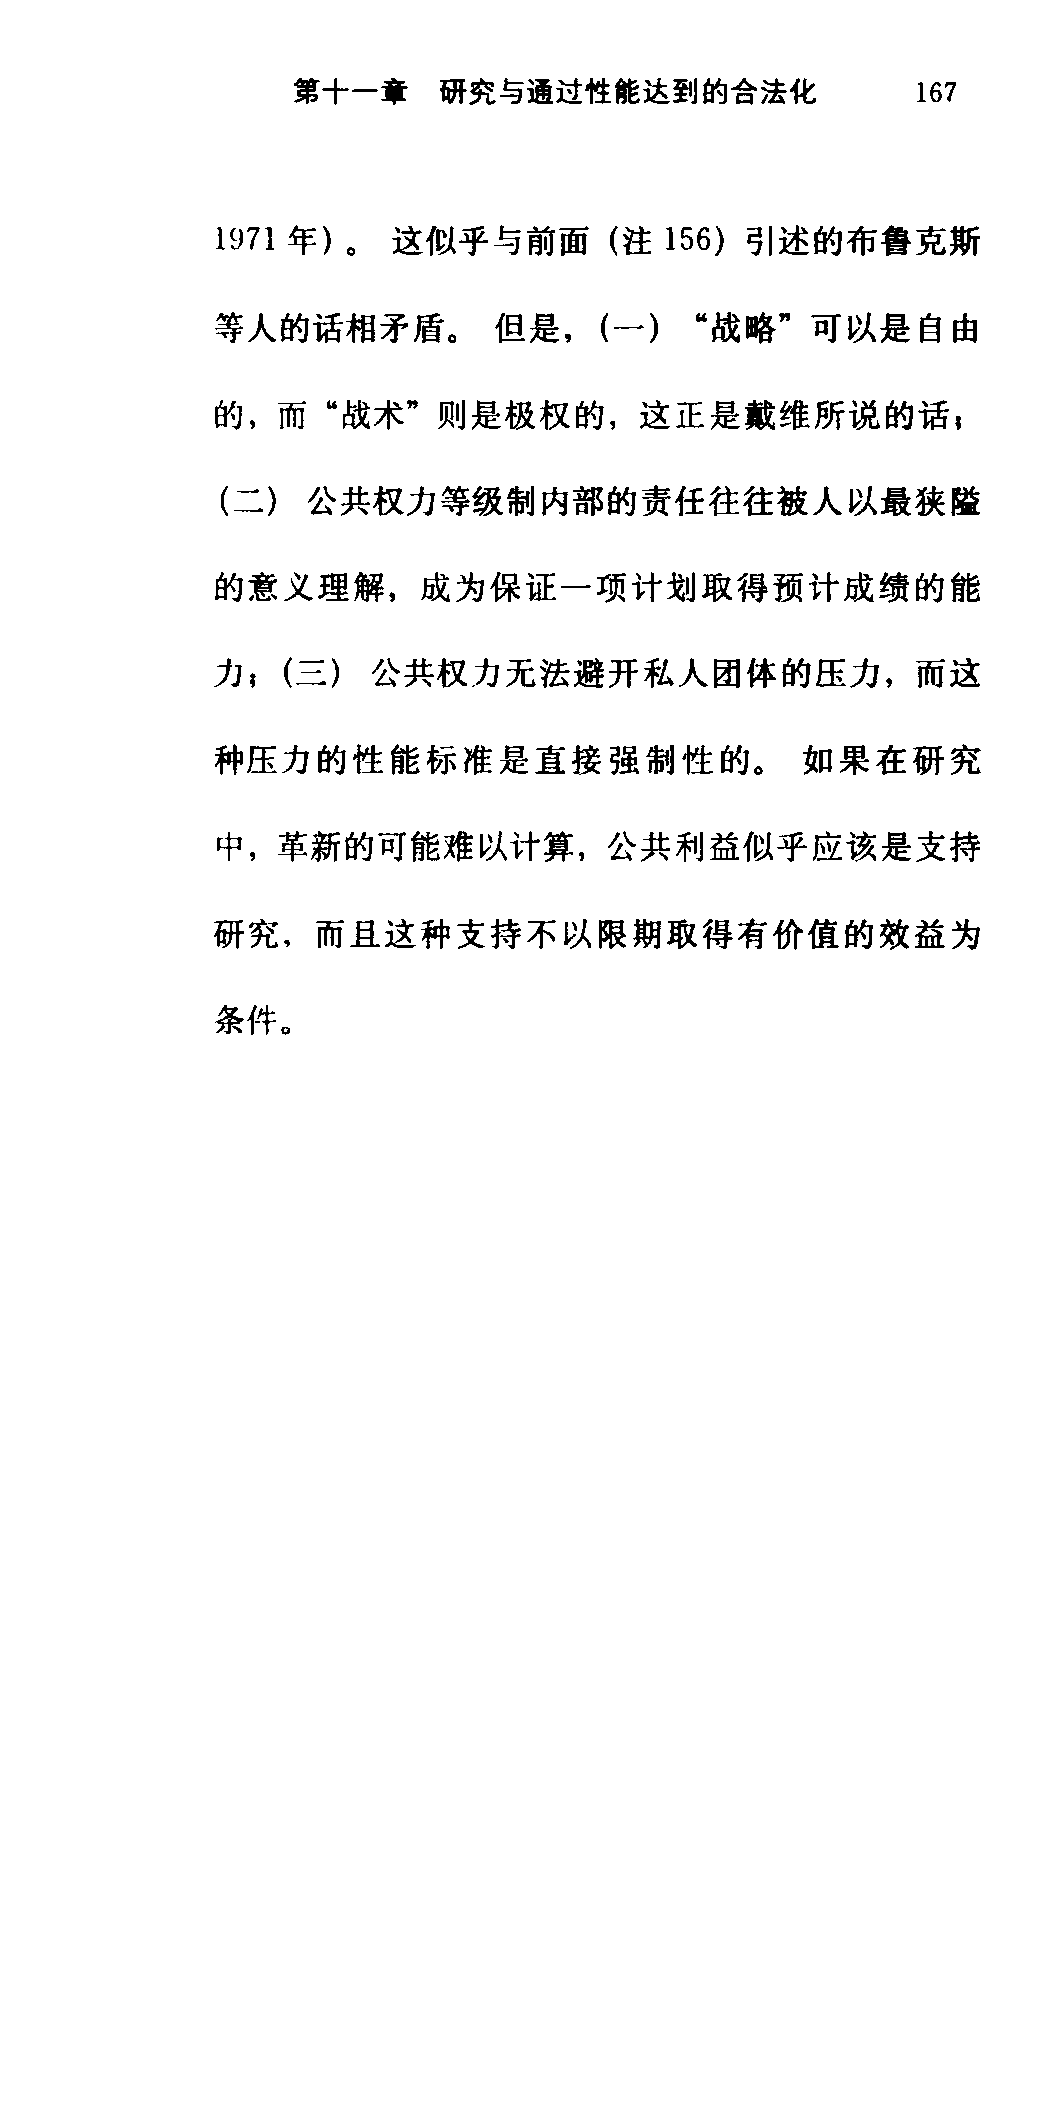 第十一章 研究与通过性能达到的合法化 167
1971 年）。 这似乎与前面（注 156）引述的布鲁克斯
等人的话相矛盾。 但是，（一）“战略”可以是自由
的，而“战术”则是极权的，这正是戴维所说的话；
（二） 公共权力等级制内部的责任往往被人以最狭隘
的意义理解，成为保证一项计划取得预计成绩的能
力；（三） 公共权力无法避开私人团体的压力，而这
种压力的性能标准是直接强制性的。 如果在研究
中，革新的可能难以计算，公共利益似乎应该是支持
研究，而且这种支持不以限期取得有价值的效益为
条件。